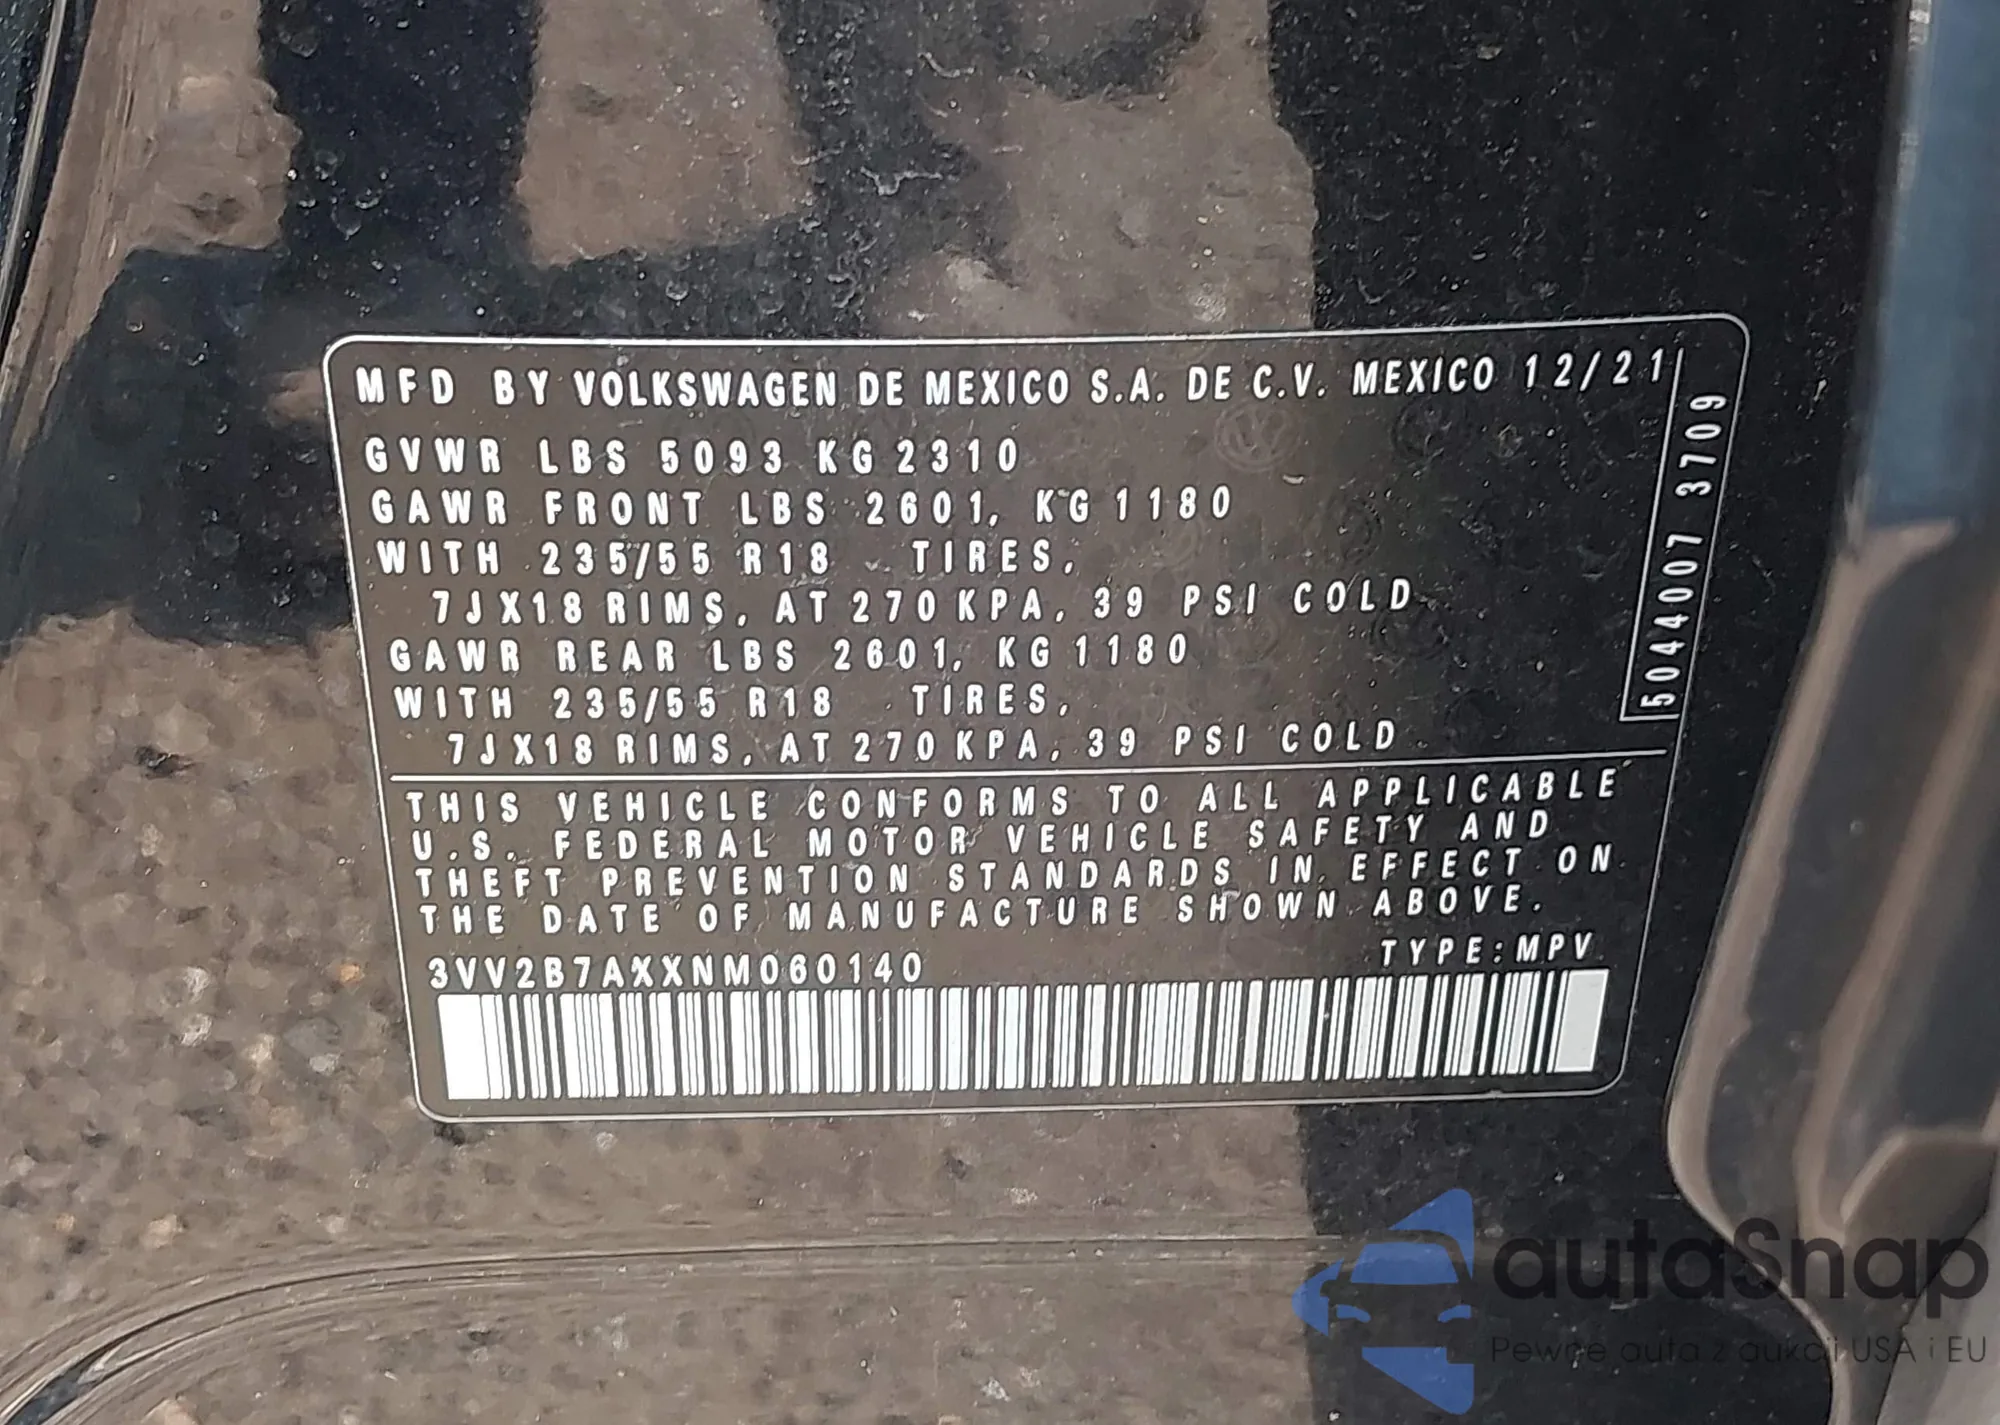 MFD BY VOLKSWAGEN DE MEXICO S.A. DE C.V. MEXICO 12/21
GVWR LBS 5093 KG 2310
GAWR FRONT LBS 2601, KG 1180
WITH 235/55 R18 TIRES,
7JX18 RIMS, AT 270 KPA, 39 PSI COLD
GAWR REAR LBS 2601, KG 1180
WITH 235/55 R18 TIRES,
7JX18 RIMS, AT 270 KPA, 39 PSI COLD
5044007 3709
THIS VEHICLE CONFORMS TO ALL APPLICABLE
U.S. FEDERAL MOTOR VEHICLE SAFETY AND
THEFT PREVENTION STANDARDS IN EFFECT ON
THE DATE OF MANUFACTURE SHOWN ABOVE.
TYPE: MPV
3VV2B7AXXNM060140
autaSnap
Pewne auta z aukcji USA i EU